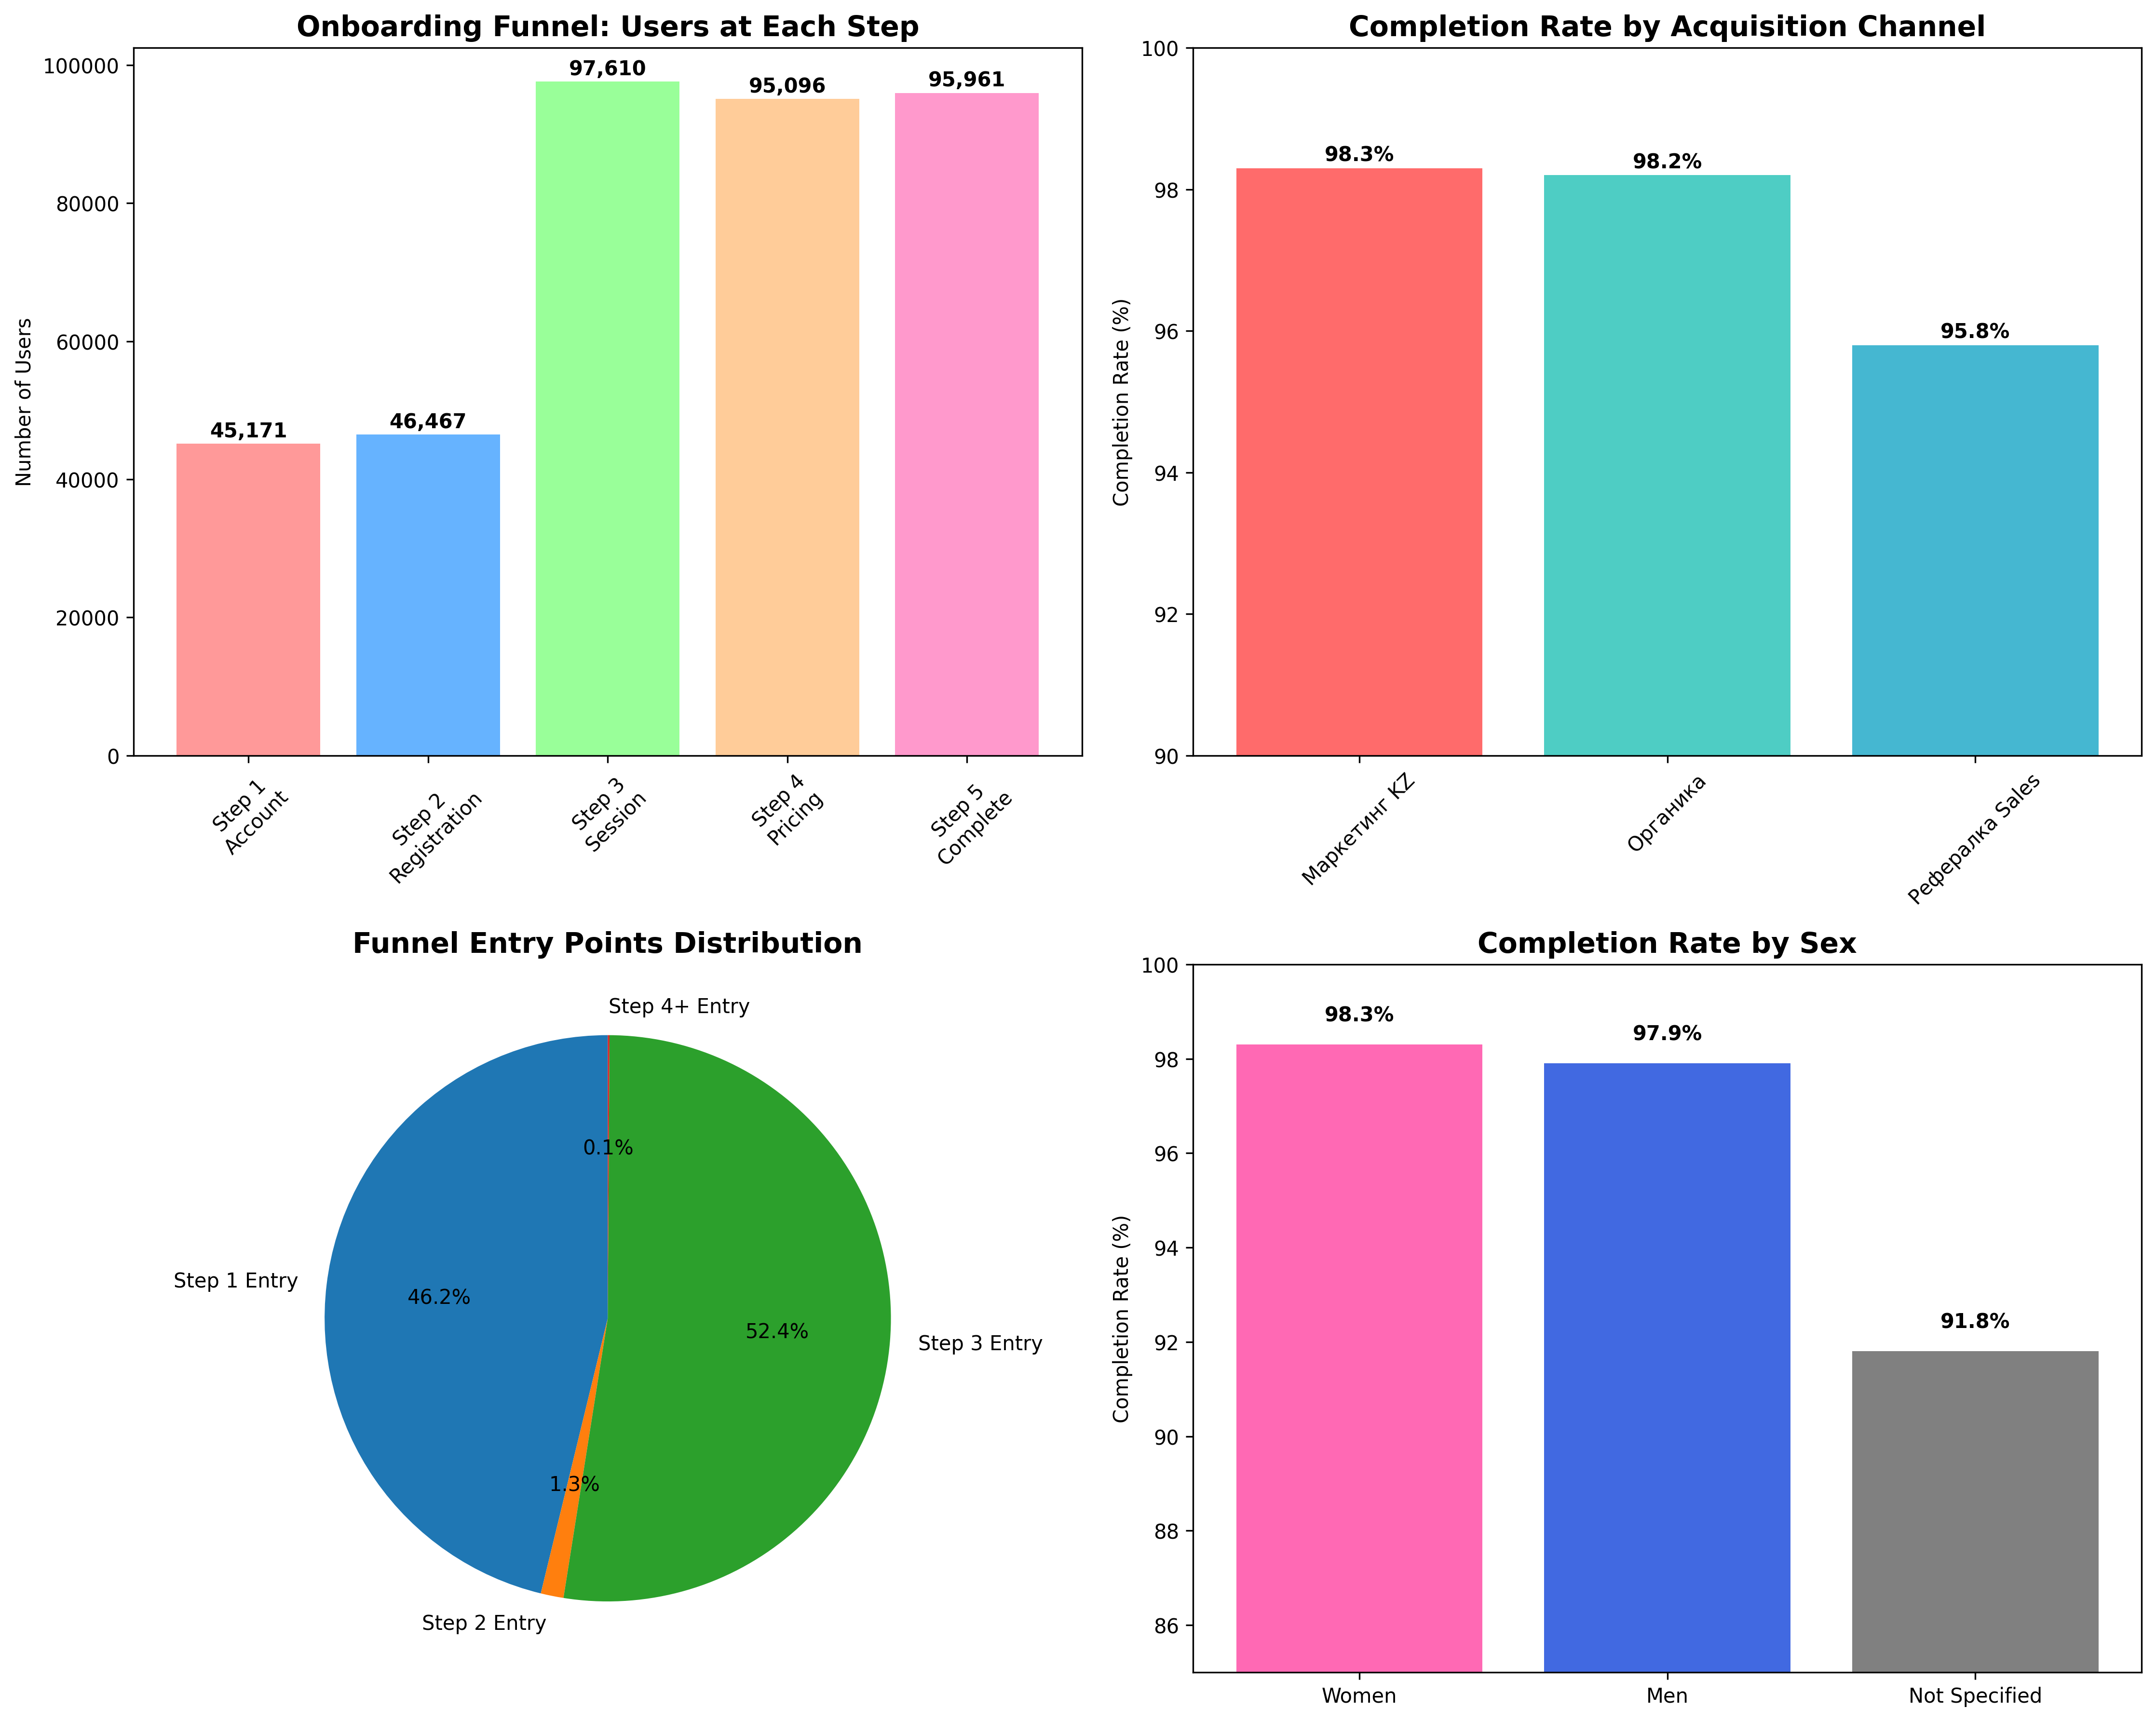 Onboarding Funnel: Users at Each Step
Number of Users
100000
80000
60000
40000
20000
0
45,171
46,467
97,610
95,096
95,961
Step 1
Account
Step 2
Registration
Step 3
Session
Step 4
Pricing
Step 5
Complete
Completion Rate by Acquisition Channel
Completion Rate (%)
100
98
96
94
92
90
98.3%
98.2%
95.8%
Маркетинг KZ
Органика
Рефералка Sales
Funnel Entry Points Distribution
Step 4+ Entry
0.1%
Step 1 Entry
46.2%
52.4%
Step 3 Entry
1.3%
Step 2 Entry
Completion Rate by Sex
Completion Rate (%)
100
98
96
94
92
90
88
86
98.3%
97.9%
91.8%
Women
Men
Not Specified